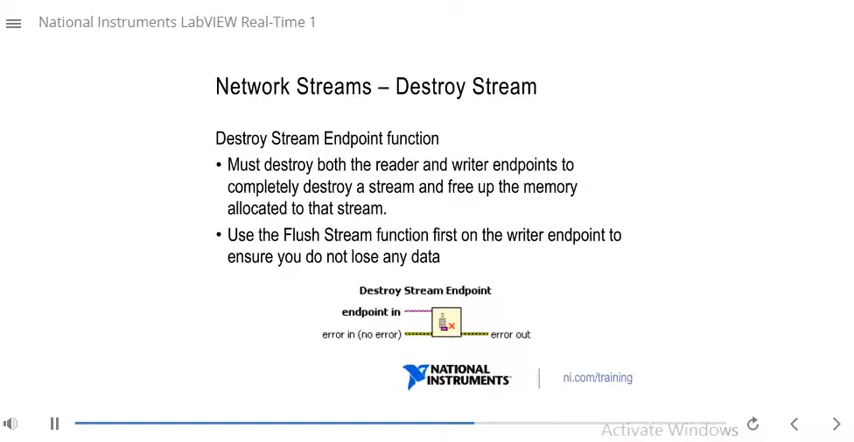 National Instruments LabVIEW Real-Time 1
Network Streams – Destroy Stream
Destroy Stream Endpoint function
• Must destroy both the reader and writer endpoints to
completely destroy a stream and free up the memory
allocated to that stream.
• Use the Flush Stream function first on the writer endpoint to
ensure you do not lose any data
Destroy Stream Endpoint
endpoint in
error in (no error)
error out
NATIONAL
INSTRUMENTS
ni.com/training
Activate Windows